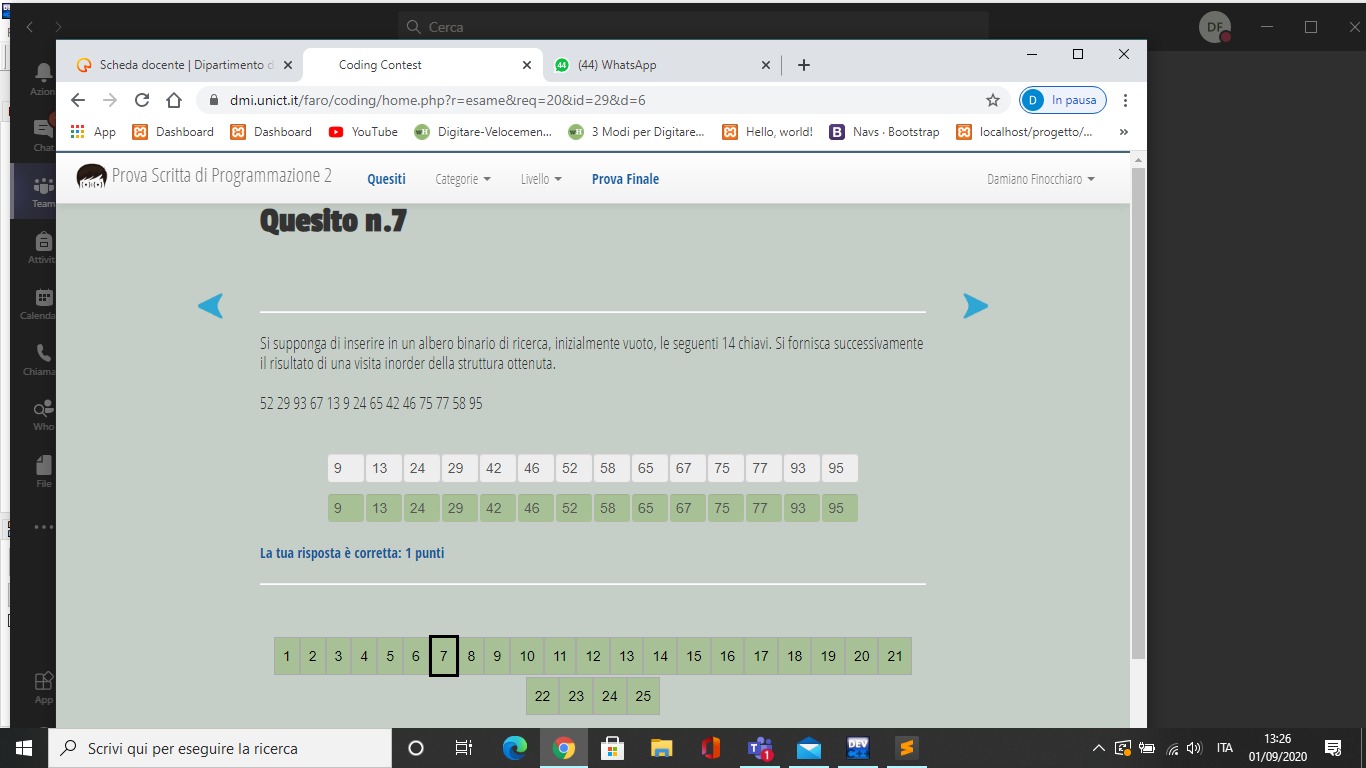 Cerca
DF
Scheda docente | Dipartimento d
Coding Contest
(44) WhatsApp
dmi.unict.it/faro/coding/home.php?r=esame&req=20&id=29&d=6
D In pausa
App Dashboard Dashboard YouTube Digitare-Velocemen... 3 Modi per Digitare... Hello, world! Navs · Bootstrap localhost/progetto/... »
Prova Scritta di Programmazione 2 Quesiti Categorie Livello Prova Finale Damiano Finocchiaro
Azion
Chat
Team
Attivit
Calenda
Chiama
Who
File
App
Quesito n.7
Si supponga di inserire in un albero binario di ricerca, inizialmente vuoto, le seguenti 14 chiavi. Si fornisca successivamente
il risultato di una visita inorder della struttura ottenuta.
52 29 93 67 13 9 24 65 42 46 75 77 58 95
9 13 24 29 42 46 52 58 65 67 75 77 93 95
9 13 24 29 42 46 52 58 65 67 75 77 93 95
La tua risposta è corretta: 1 punti
1 2 3 4 5 6 7 8 9 10 11 12 13 14 15 16 17 18 19 20 21
22 23 24 25
Scrivi qui per eseguire la ricerca
DEV
1
ITA
13:26
01/09/2020